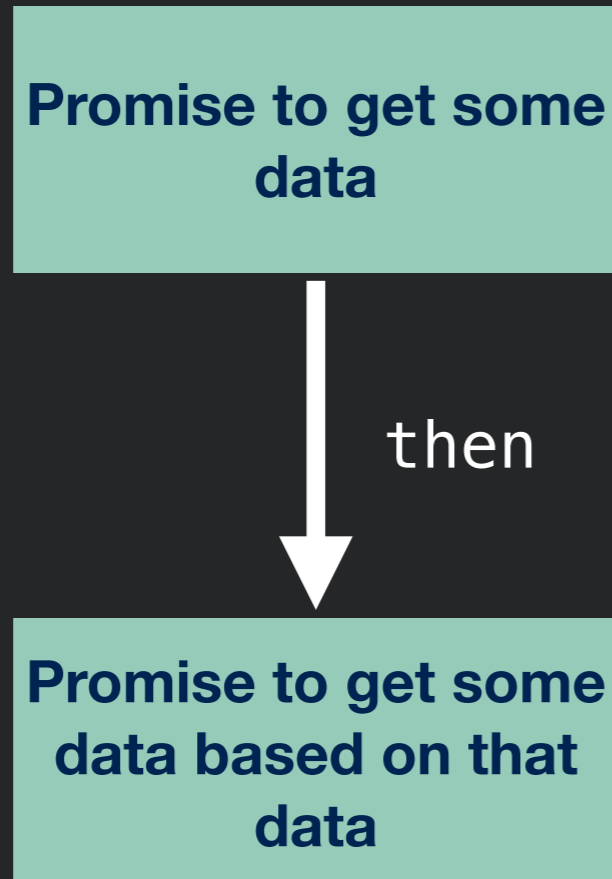 Promise to get some
data
then
Promise to get some
data based on that
data